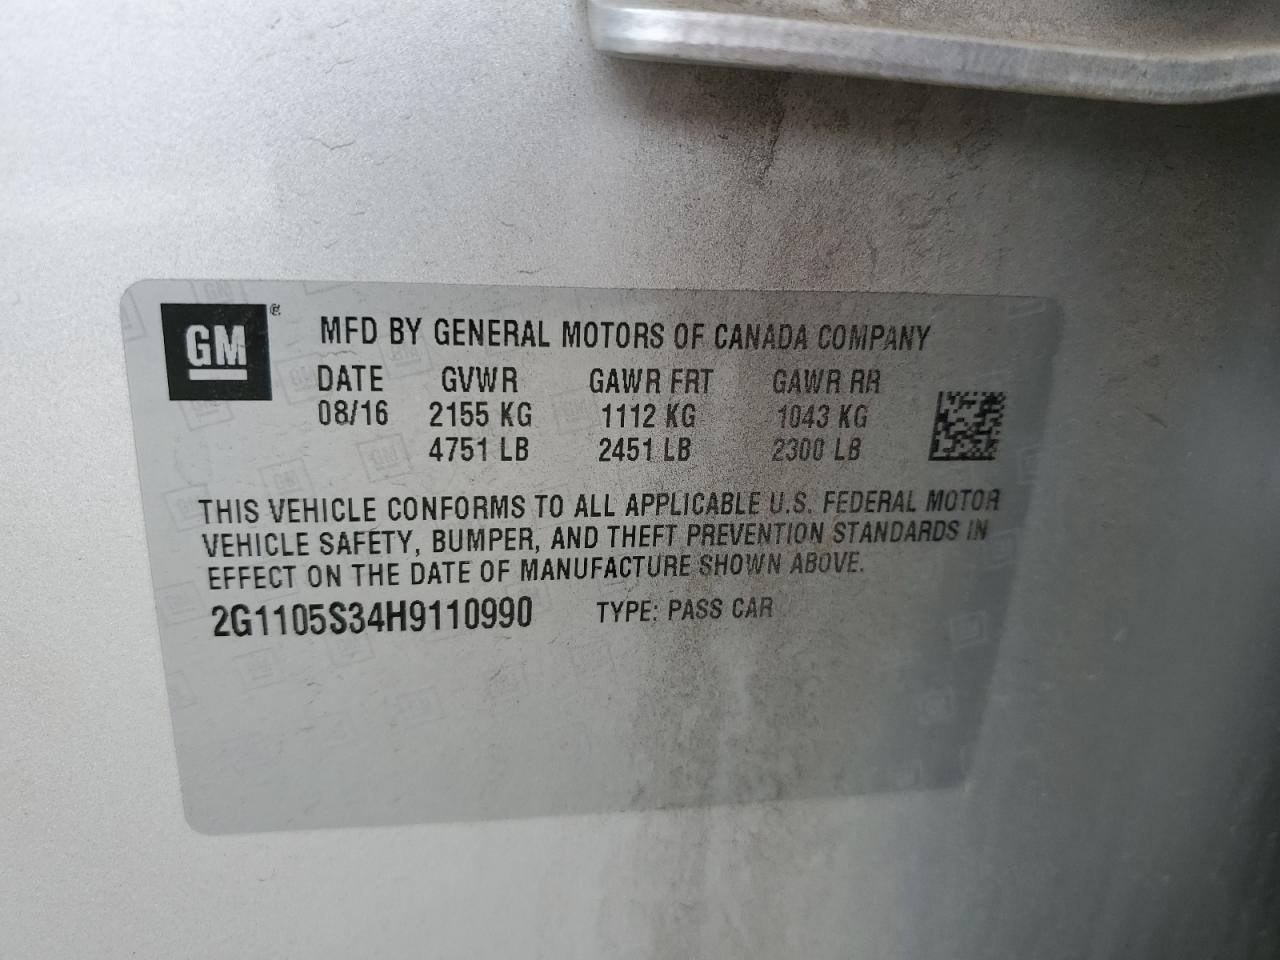 GM®
MFD BY GENERAL MOTORS OF CANADA COMPANY
DATE GVWR GAWR FRT GAWR RR
08/16 2155 KG 1112 KG 1043 KG
4751 LB 2451 LB 2300 LB
THIS VEHICLE CONFORMS TO ALL APPLICABLE U.S. FEDERAL MOTOR
VEHICLE SAFETY, BUMPER, AND THEFT PREVENTION STANDARDS IN
EFFECT ON THE DATE OF MANUFACTURE SHOWN ABOVE.
2G1105S34H9110990 TYPE: PASS CAR